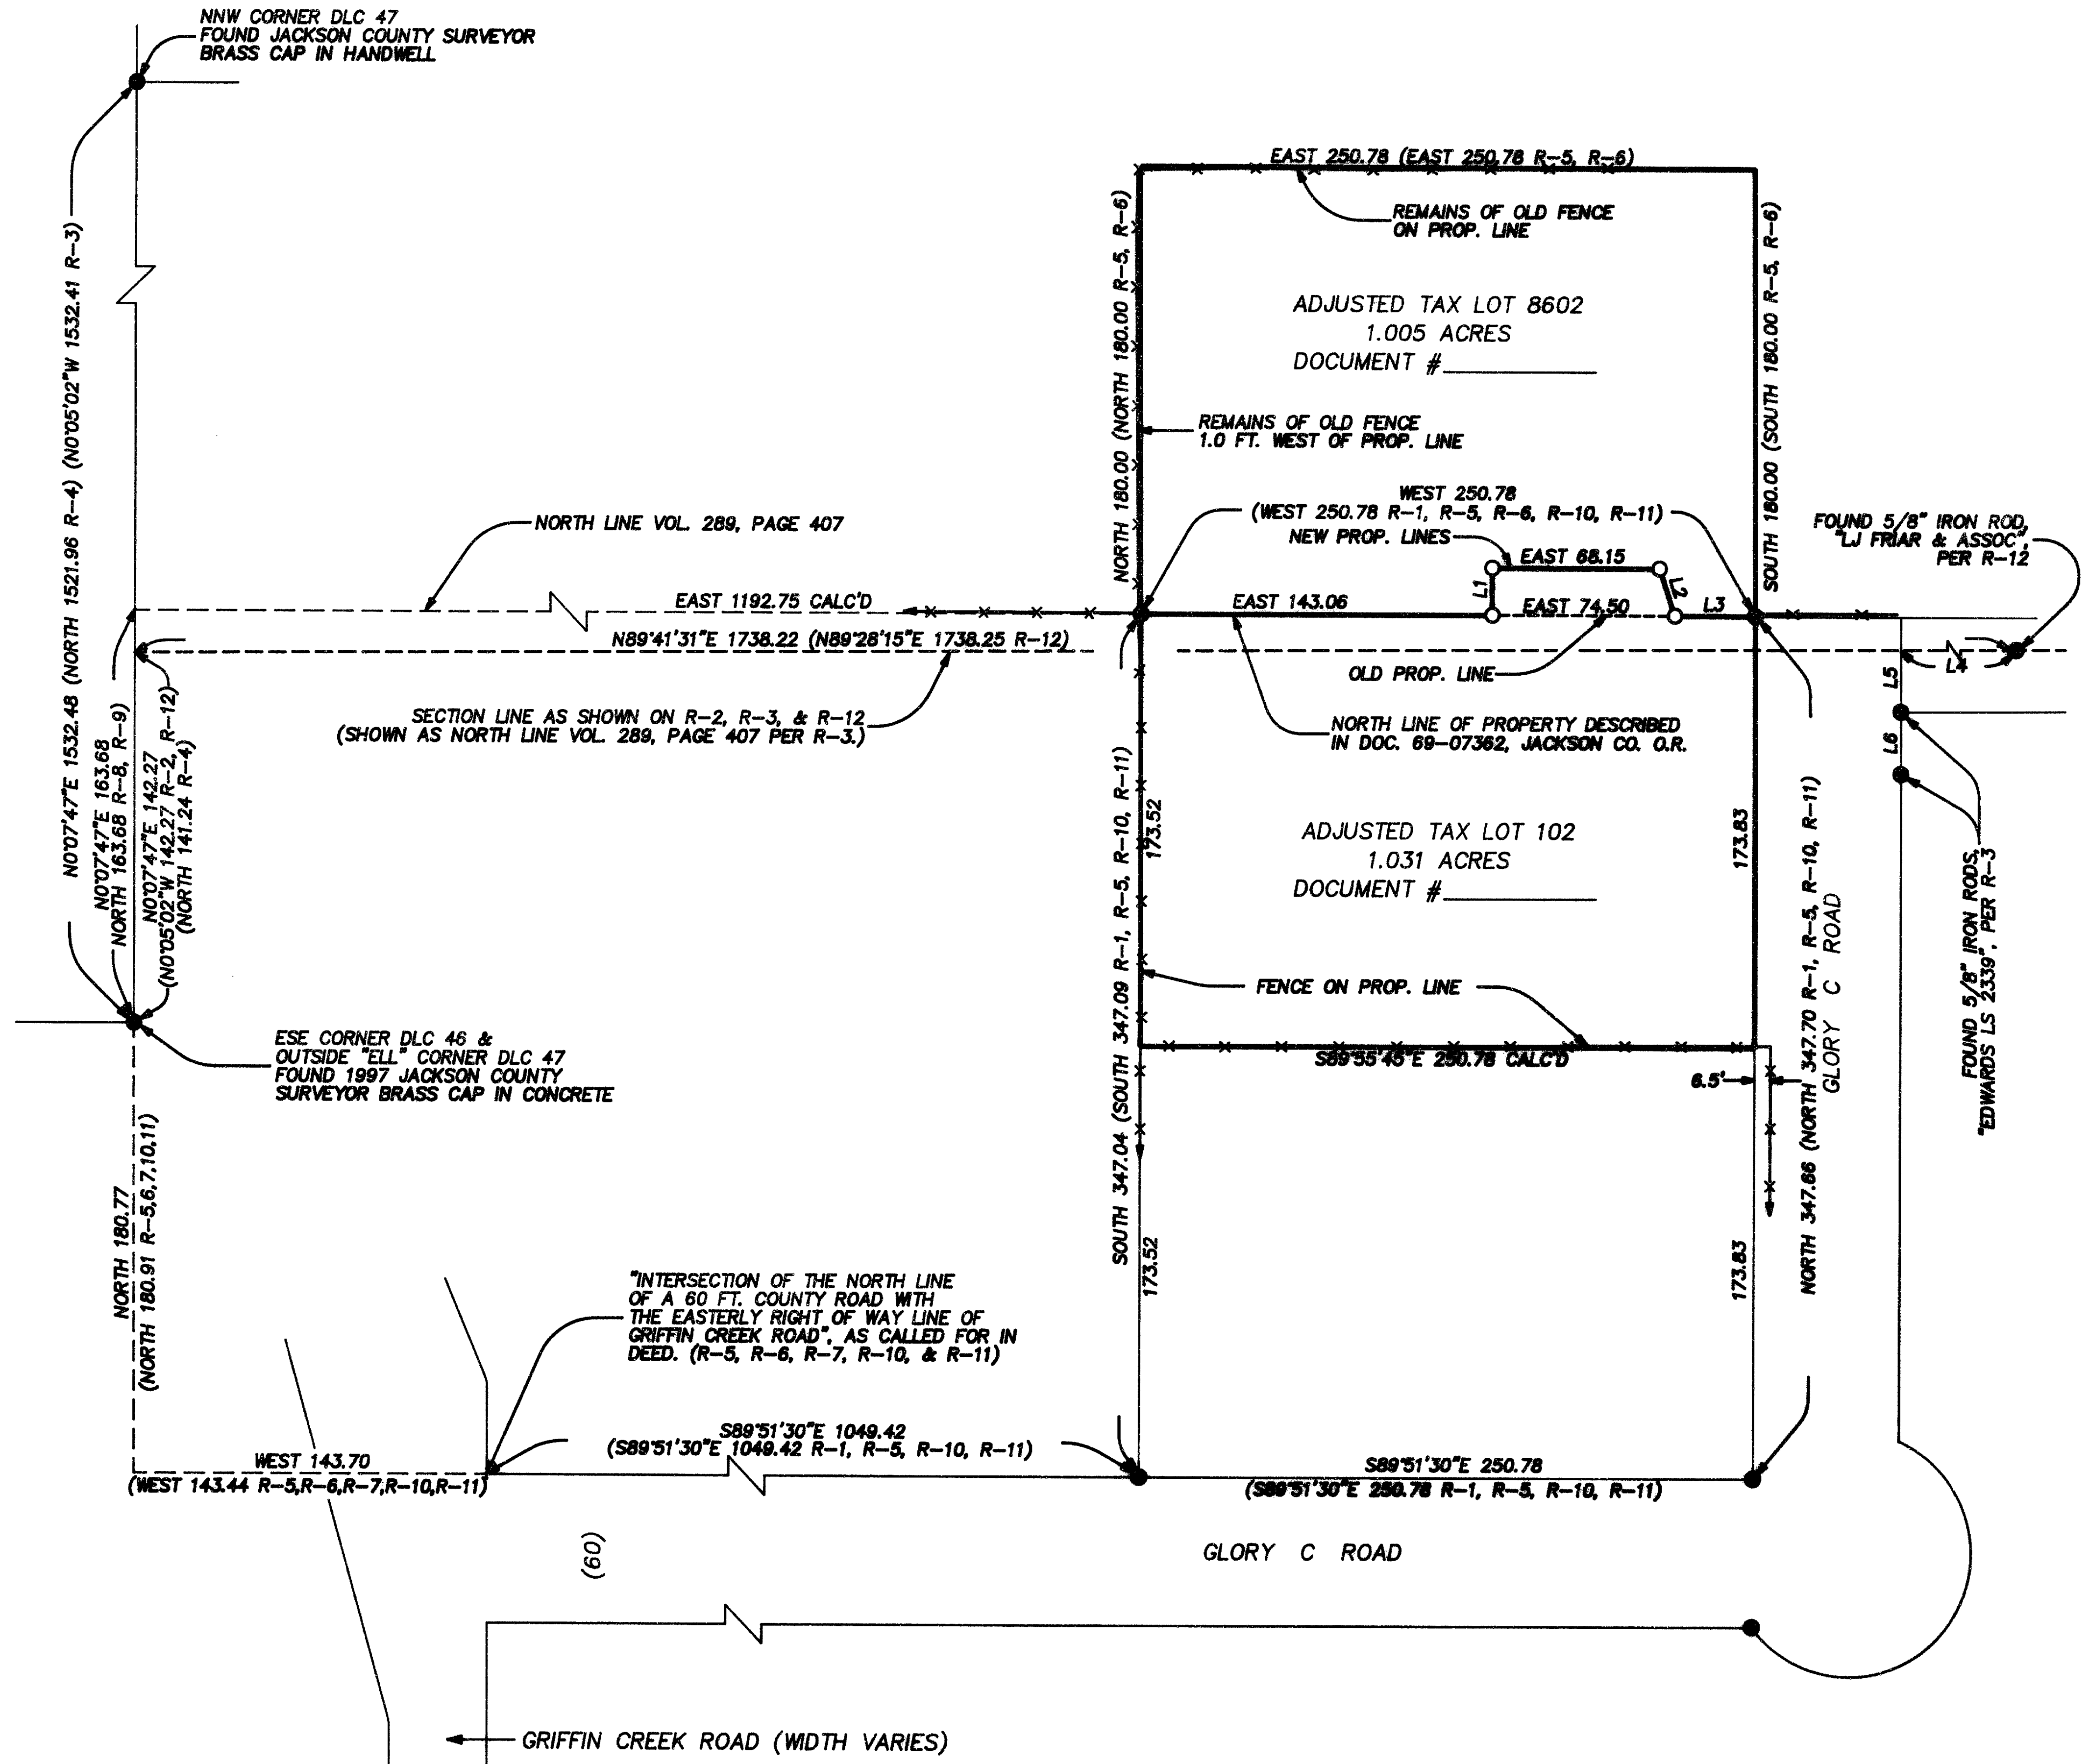 NNW CORNER DLC 47
FOUND JACKSON COUNTY SURVEYOR
BRASS CAP IN HANDWELL
EAST 250.78 (EAST 250.78 R-5, R-6)
REMAINS OF OLD FENCE
ON PROP. LINE
NORTH 180.00 (NORTH 180.00 R-5, R-6)
SOUTH 180.00 (SOUTH 180.00 R-5, R-6)
ADJUSTED TAX LOT 8602
1.005 ACRES
DOCUMENT #
REMAINS OF OLD FENCE
1.0 FT. WEST OF PROP. LINE
WEST 250.78
(WEST 250.78 R-1, R-5, R-6, R-10, R-11)
NEW PROP. LINES
EAST 68.15
L1
L2
L3
EAST 143.06
EAST 74.50
OLD PROP. LINE
FOUND 5/8" IRON ROD,
"LJ FRIAR & ASSOC",
PER R-12
L4
L5
L6
NORTH LINE VOL. 289, PAGE 407
EAST 1192.75 CALC'D
N89°41'31"E 1738.22 (N89°28'15"E 1738.25 R-12)
SECTION LINE AS SHOWN ON R-2, R-3, & R-12
(SHOWN AS NORTH LINE VOL. 289, PAGE 407 PER R-3.)
NORTH LINE OF PROPERTY DESCRIBED
IN DOC. 69-07362, JACKSON CO. O.R.
N0°07'47"E 1532.48 (NORTH 1521.96 R-4) (N0°05'02"W 1532.41 R-3)
N0°07'47"E 163.68
NORTH 163.68 R-8, R-9)
N0°07'47"E 142.27
(N0°05'02"W 142.27 R-2, R-12)
(NORTH 141.24 R-4)
173.52
173.83
ADJUSTED TAX LOT 102
1.031 ACRES
DOCUMENT #
FENCE ON PROP. LINE
S89°55'45"E 250.78 CALC'D
6.5'
SOUTH 347.04 (SOUTH 347.09 R-1, R-5, R-10, R-11)
NORTH 347.66 (NORTH 347.70 R-1, R-5, R-10, R-11)
GLORY C ROAD
FOUND 5/8" IRON RODS,
"EDWARDS LS 2339", PER R-3
ESE CORNER DLC 46 &
OUTSIDE "ELL" CORNER DLC 47
FOUND 1997 JACKSON COUNTY
SURVEYOR BRASS CAP IN CONCRETE
NORTH 180.77
(NORTH 180.91 R-5,6,7,10,11)
173.52
173.83
"INTERSECTION OF THE NORTH LINE
OF A 60 FT. COUNTY ROAD WITH
THE EASTERLY RIGHT OF WAY LINE OF
GRIFFIN CREEK ROAD", AS CALLED FOR IN
DEED. (R-5, R-6, R-7, R-10, & R-11)
S89°51'30"E 1049.42
(S89°51'30"E 1049.42 R-1, R-5, R-10, R-11)
WEST 143.70
(WEST 143.44 R-5,R-6,R-7,R-10,R-11)
S89°51'30"E 250.78
(S89°51'30"E 250.78 R-1, R-5, R-10, R-11)
(60)
GLORY C ROAD
GRIFFIN CREEK ROAD (WIDTH VARIES)